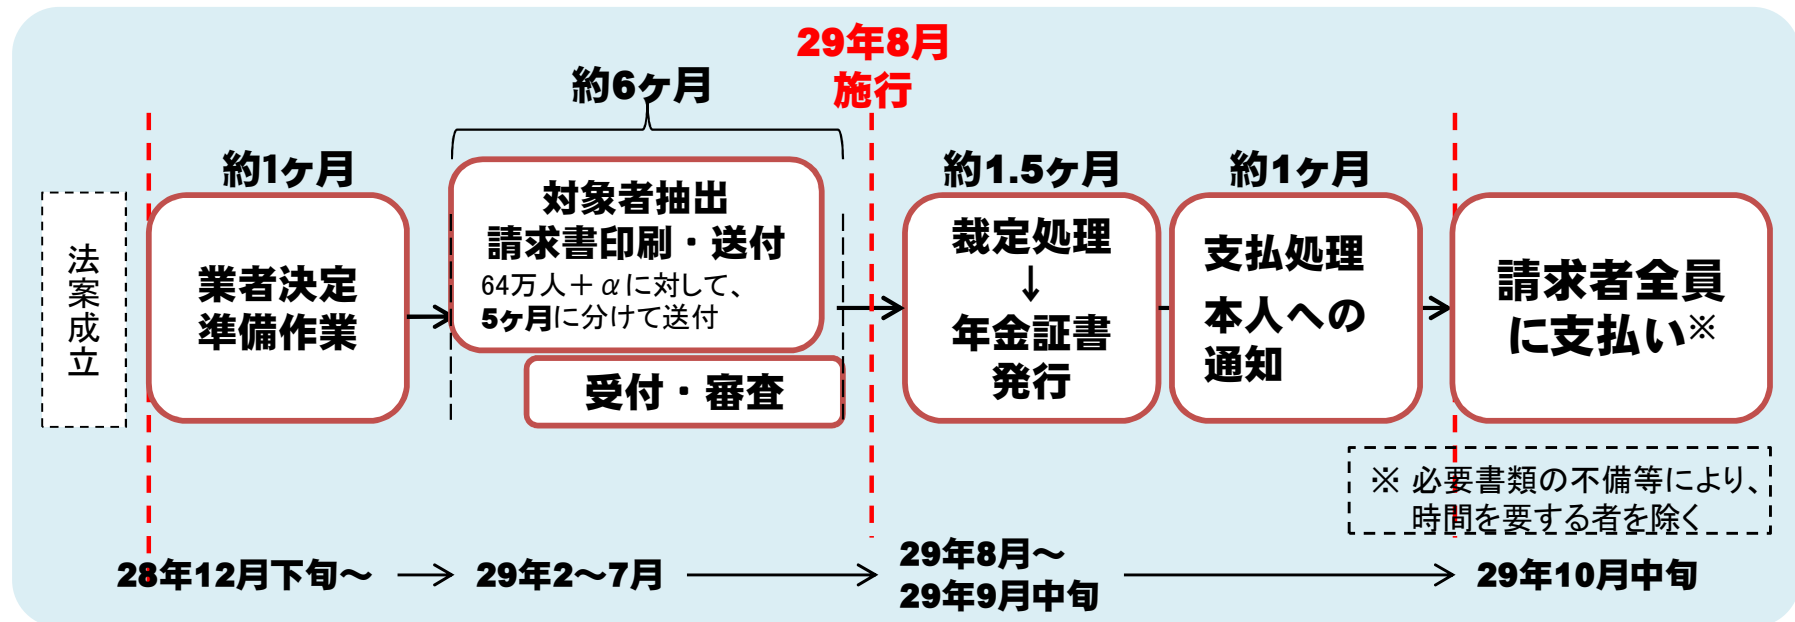 29年8月
施行
約6ヶ月
約1ヶ月
約1.5ヶ月
約1ヶ月
法案成立
業者決定
準備作業
対象者抽出
請求書印刷・送付
64万人＋αに対して、
5ヶ月に分けて送付
受付・審査
裁定処理
↓
年金証書
発行
支払処理
本人への
通知
請求者全員
に支払い※
※ 必要書類の不備等により、
時間を要する者を除く
28年12月下旬～
29年2～7月
29年8月～
29年9月中旬
29年10月中旬